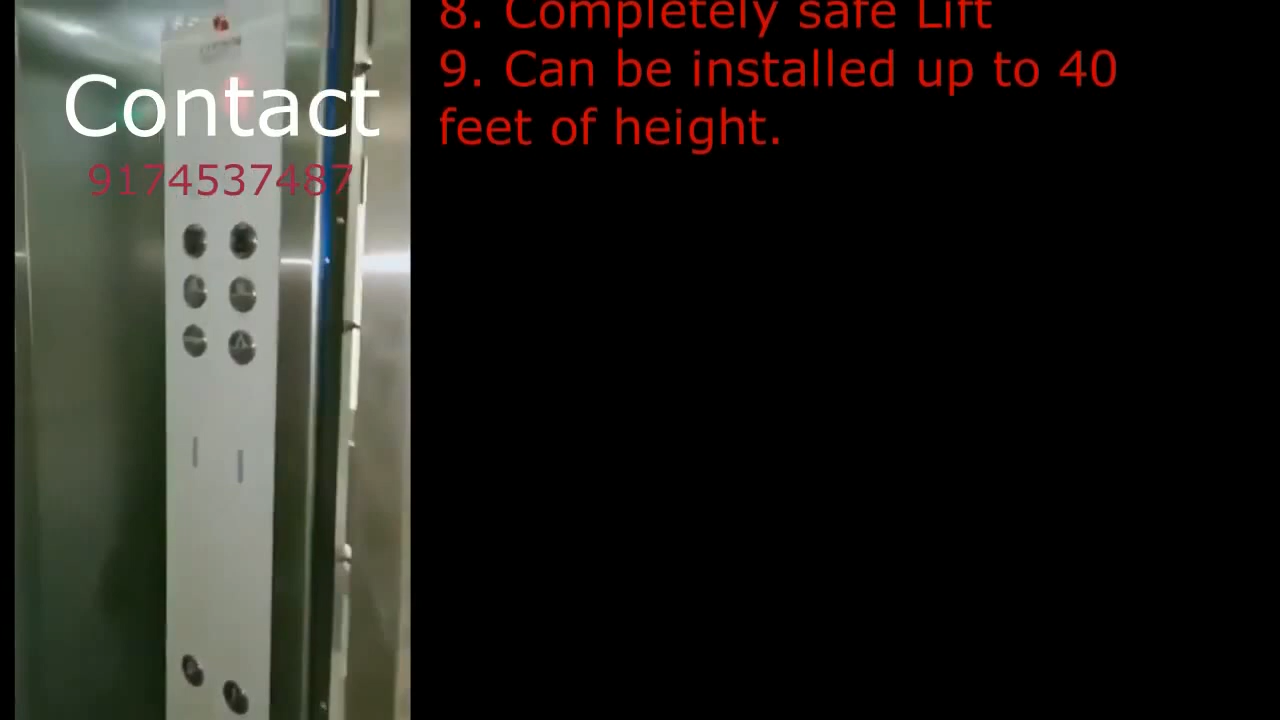 8. Completely safe Lift
9. Can be installed up to 40
feet of height.
Contact
9174537487